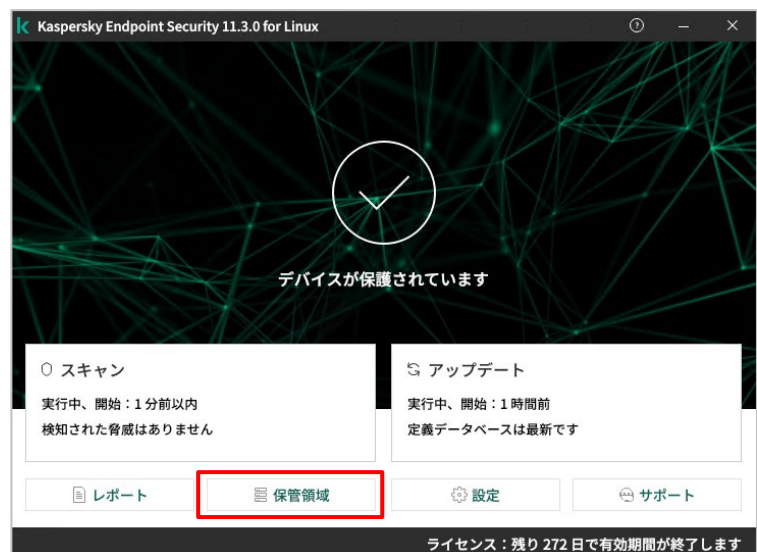 Kaspersky Endpoint Security 11.3.0 for Linux
デバイスが保護されています
スキャン
実行中、開始：1 分前以内
検知された脅威はありません
アップデート
実行中、開始：1 時間前
定義データベースは最新です
レポート
保管領域
設定
サポート
ライセンス：残り 272 日で有効期間が終了します